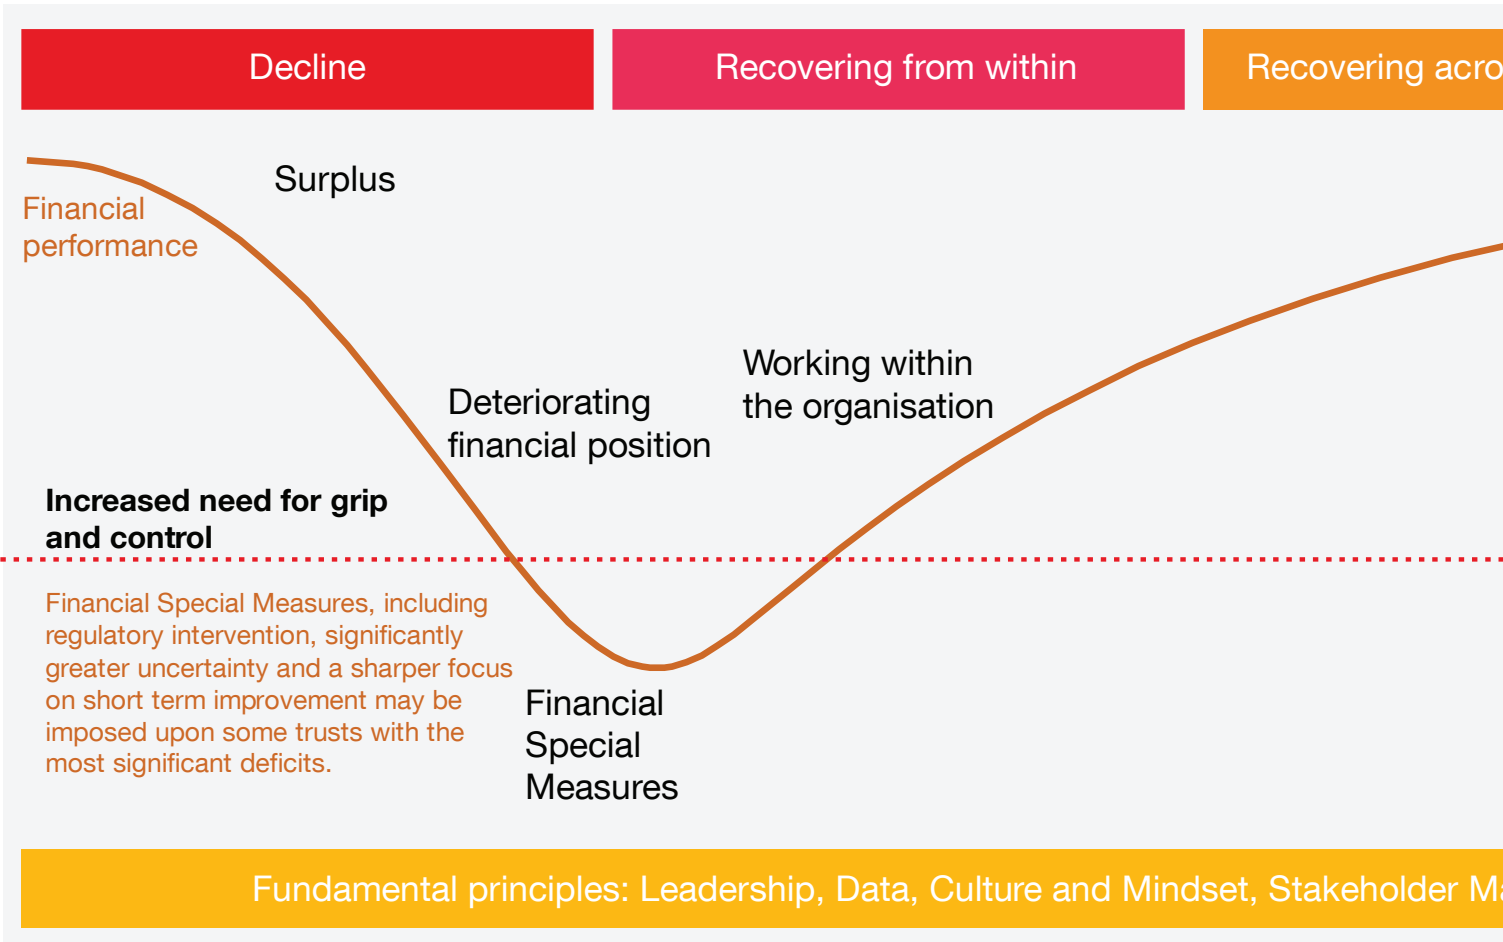 Decline
Recovering from within
Recovering
Surplus
Financial
performance
Working within
the organisation
Deteriorating
financial position
Increased need for grip
and control
Financial Special Measures, including
regulatory intervention, significantly
greater uncertainty and a sharper focus
on short term improvement may be
imposed upon some trusts with the
most significant deficits.
Financial
Special
Measures
Fundamental principles: Leadership, Data, Culture and Mindset, Stakeholder